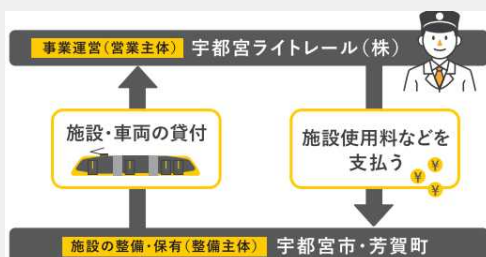 事業運営(営業主体) 宇都宮ライトレール(株)
施設・車両の貸付
施設使用料などを
支払う
¥
¥
¥
施設の整備・保有(整備主体) 宇都宮市・芳賀町